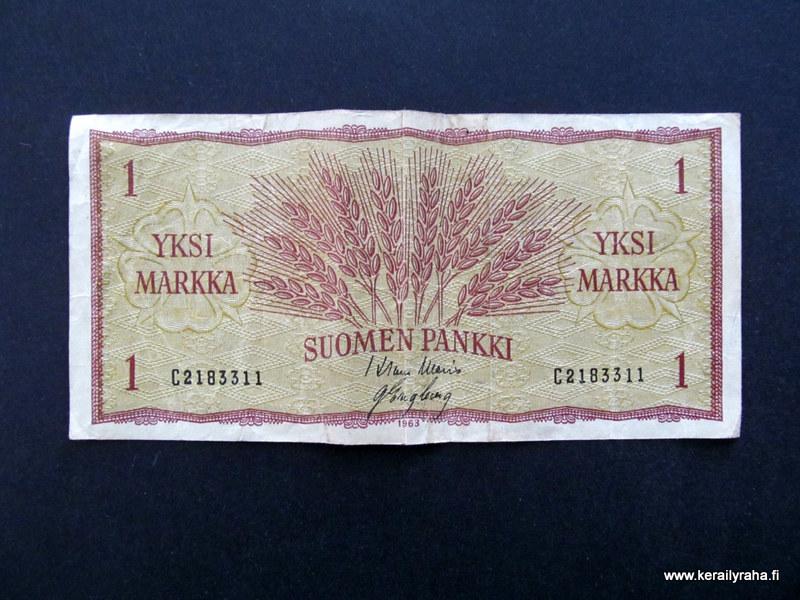 1 1
YKSI MARKKA
YKSI MARKKA
SUOMEN PANKKI
1 1
C2183311 C2183311
1963
www.kerailyraha.fi